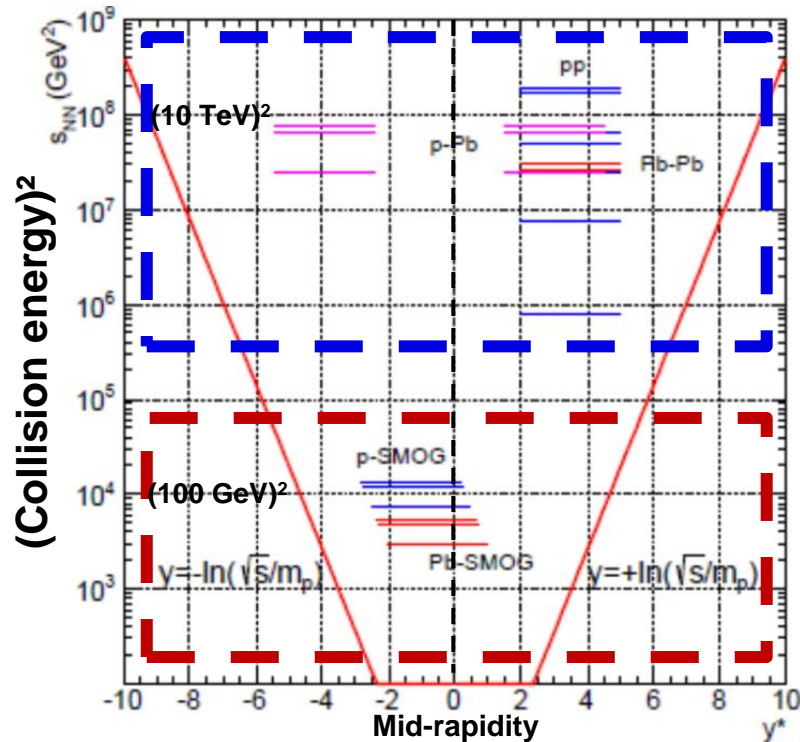 (Collision energy)²
s_NN (GeV²)
10⁹
10⁸
10⁷
10⁶
10⁵
10⁴
10³
(10 TeV)²
pp
p-Pb
Rb-Pb
p-SMOG
(100 GeV)²
Pb-SMOG
y=-ln(√s/m_p)
y=+ln(√s/m_p)
-10 -8 -6 -4 -2 0 2 4 6 8 10
Mid-rapidity
y*